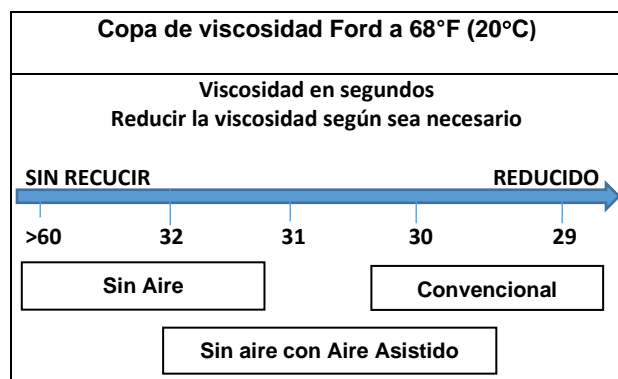 Copa de viscosidad Ford a 68°F (20°C)
Viscosidad en segundos
Reducir la viscosidad según sea necesario
SIN RECUCIR REDUCIDO
>60 32 31 30 29
Sin Aire Convencional
Sin aire con Aire Asistido